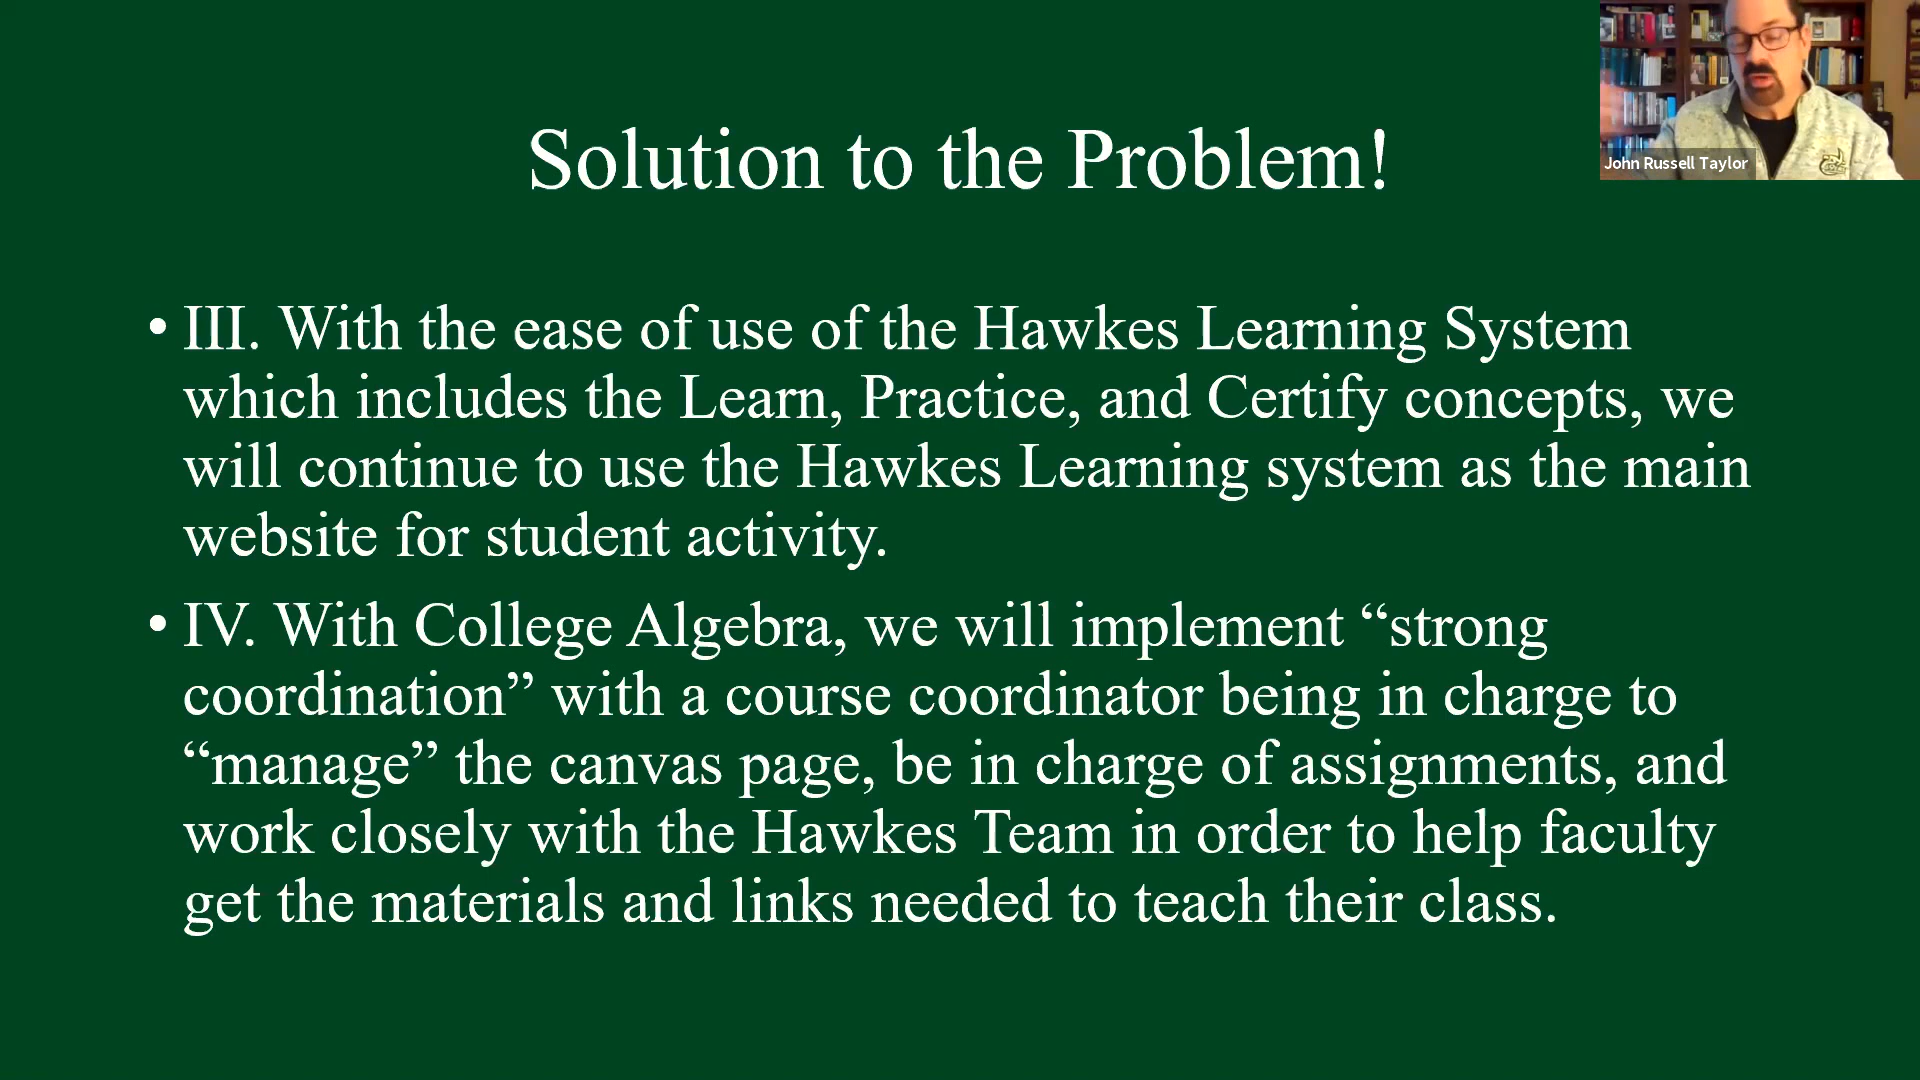 Solution to the Problem!
John Russell Taylor
• III. With the ease of use of the Hawkes Learning System
which includes the Learn, Practice, and Certify concepts, we
will continue to use the Hawkes Learning system as the main
website for student activity.
• IV. With College Algebra, we will implement “strong
coordination” with a course coordinator being in charge to
“manage” the canvas page, be in charge of assignments, and
work closely with the Hawkes Team in order to help faculty
get the materials and links needed to teach their class.